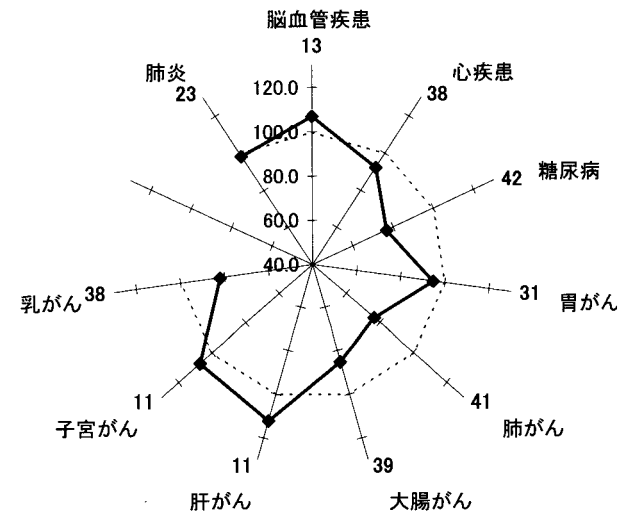 脳血管疾患
13
肺炎
23
心疾患
38
120.0
100.0
80.0
60.0
40.0
42 糖尿病
乳がん 38
31 胃がん
子宮がん
11
41
肺がん
肝がん
11
39
大腸がん